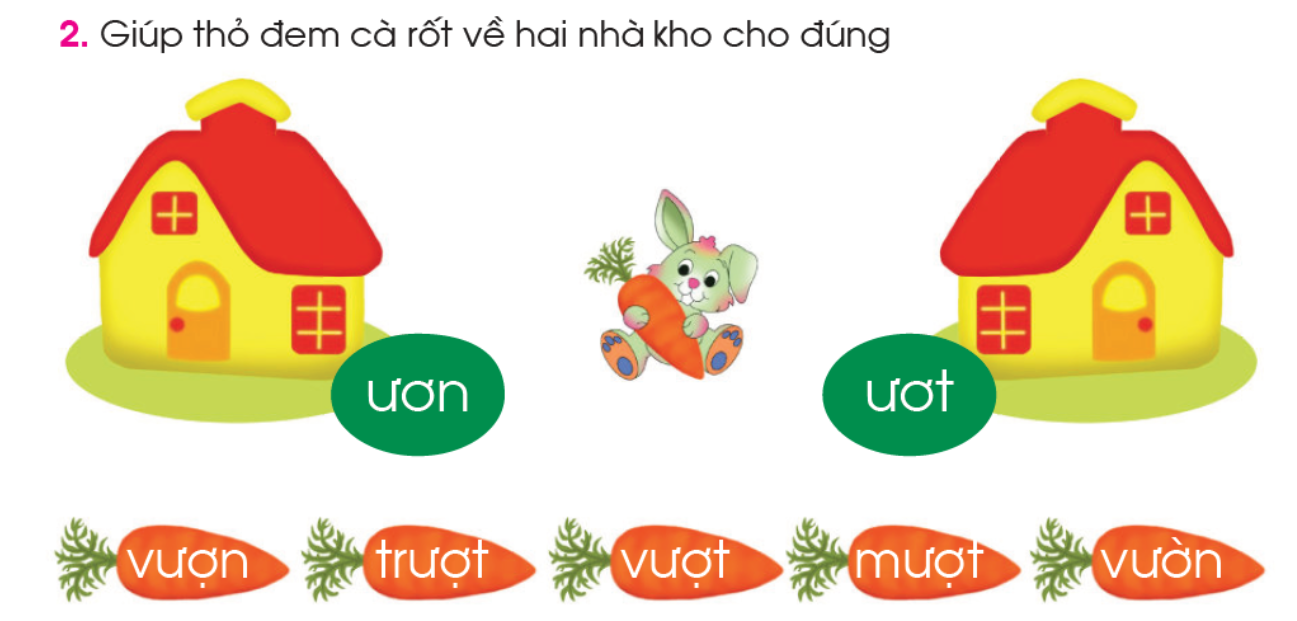 2. Giúp thỏ đem cà rốt về hai nhà kho cho đúng
ươn ươt
vượn trượt vượt mượt vườn